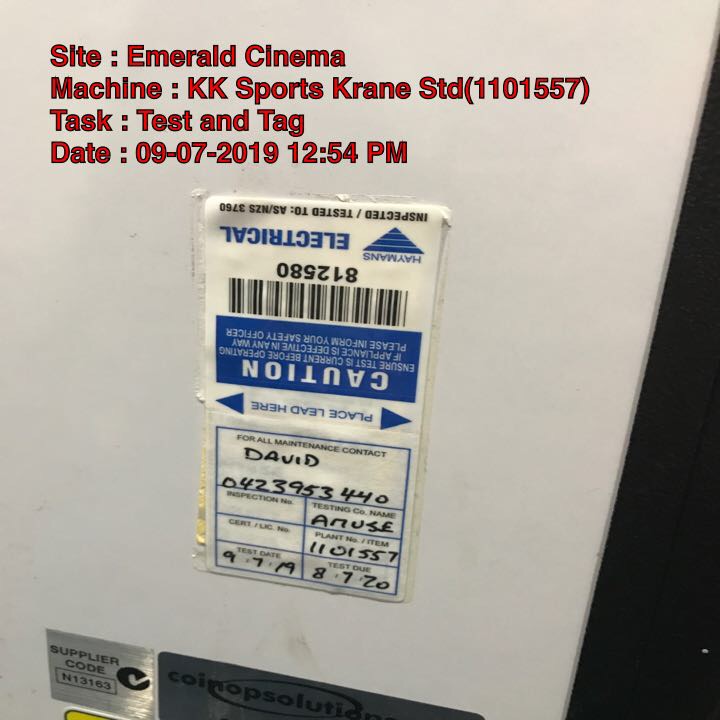 Site : Emerald Cinema
Machine : KK Sports Krane Std(1101557)
Task : Test and Tag
Date : 09-07-2019 12:54 PM
INSPECTED / TESTED TO: AS/NZS 3760
HAYMANS
ELECTRICAL
812580
CAUTION
ENSURE TEST IS CURRENT BEFORE OPERATING
IF APPLIANCE IS DEFECTIVE IN ANY WAY
PLEASE INFORM YOUR SAFETY OFFICER
PLACE LEAD HERE
FOR ALL MAINTENANCE CONTACT
DAVID
0423953440
INSPECTION No.
TESTING Co. NAME
AMUSE
CERT. / LIC. No.
PLANT No. / ITEM
1101557
TEST DATE
9.7.19
TEST DUE
8.7.20
SUPPLIER
CODE
N13163
coinopsolutions